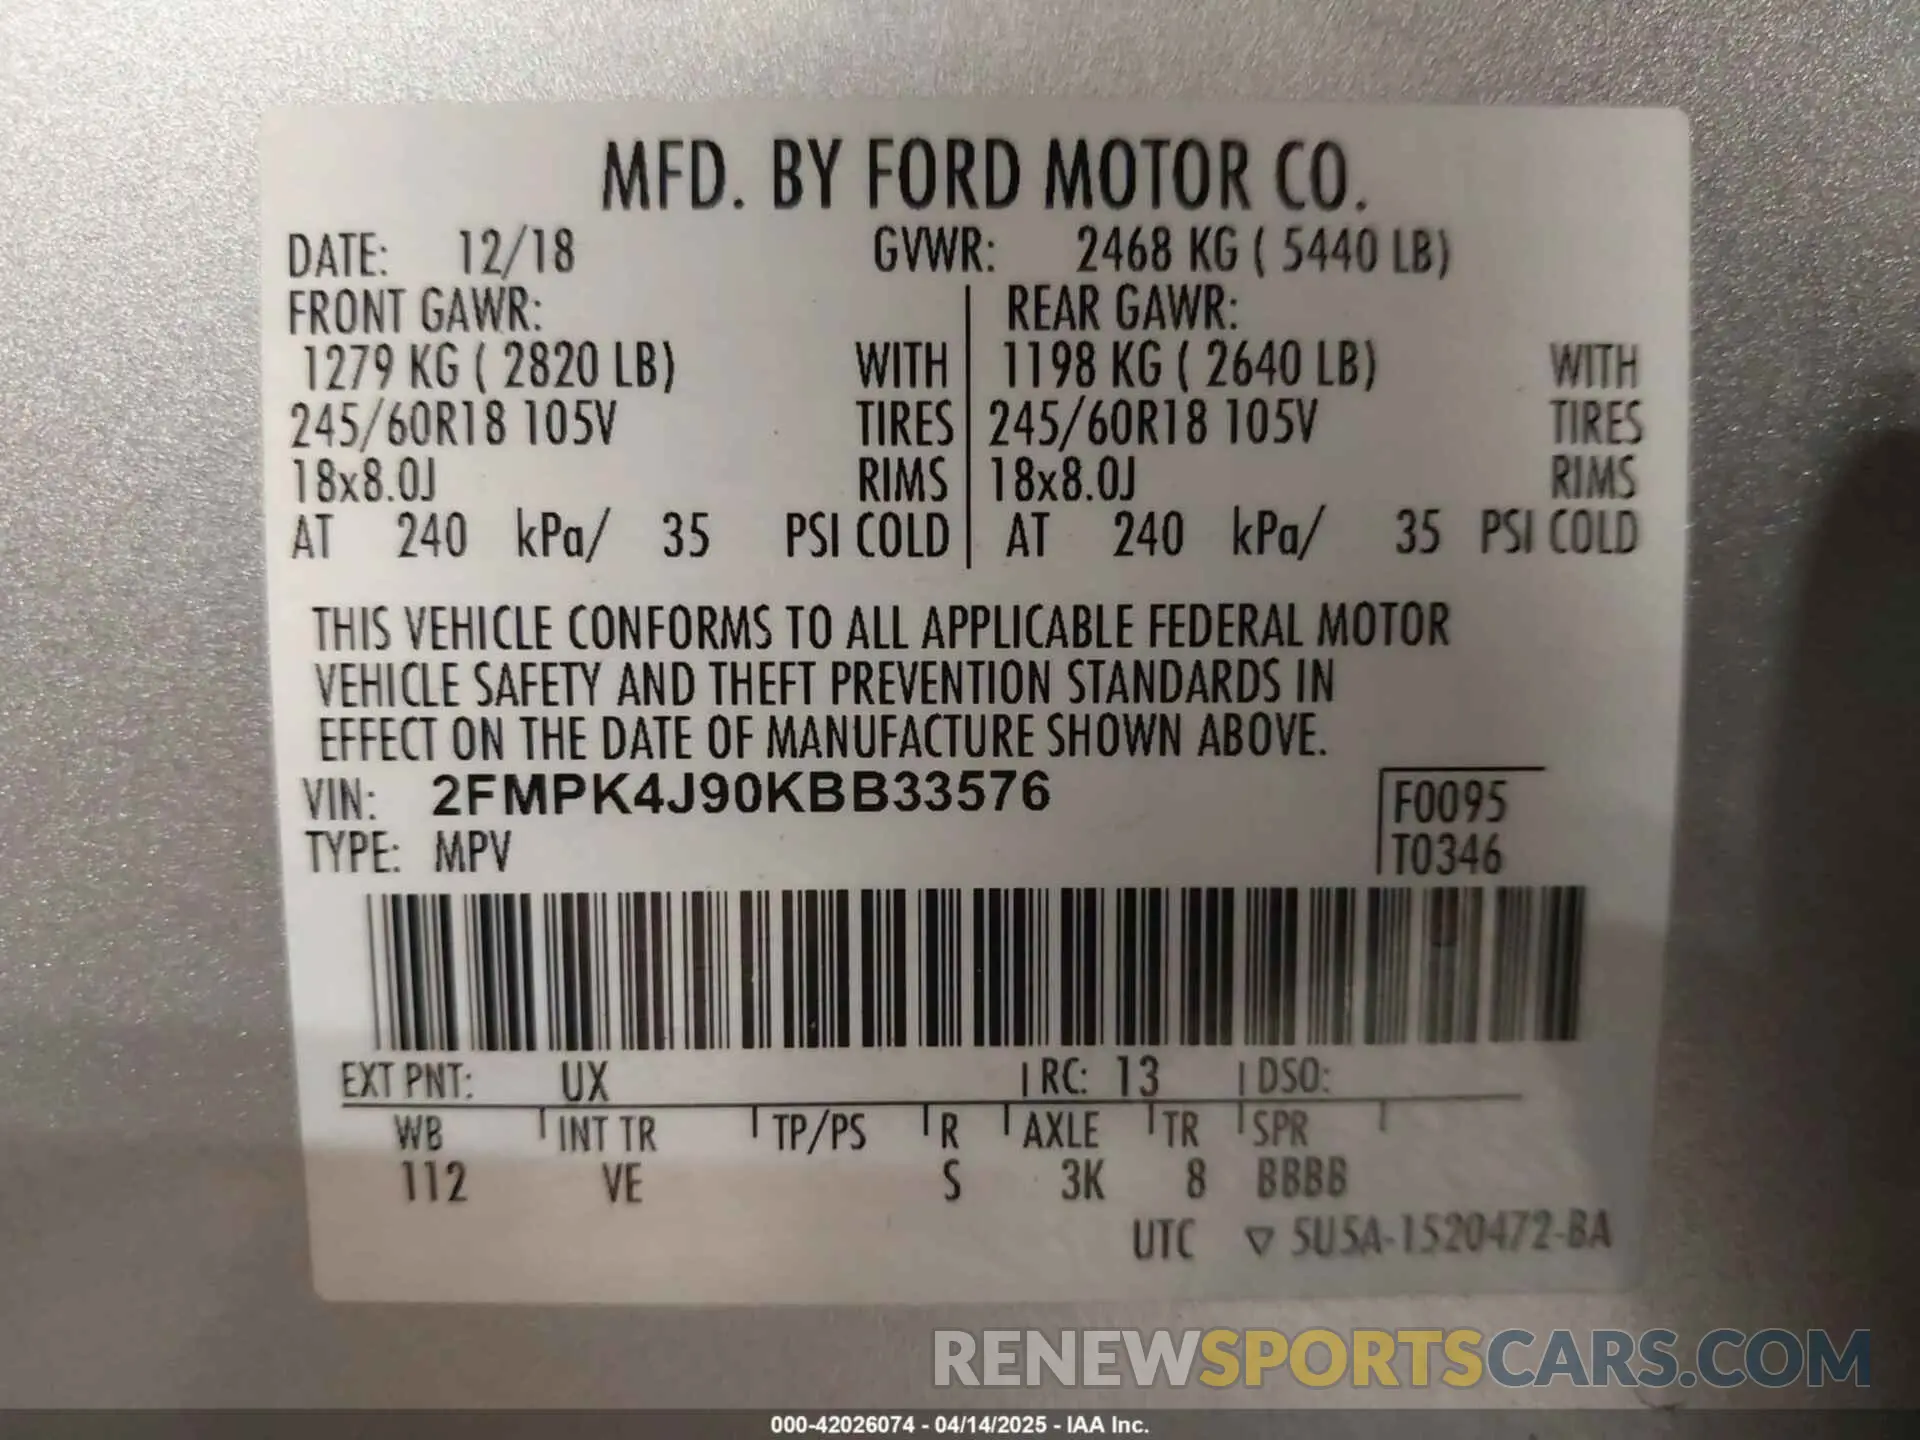 MFD. BY FORD MOTOR CO.
DATE: 12/18 GVWR: 2468 KG ( 5440 LB)
FRONT GAWR: REAR GAWR:
1279 KG ( 2820 LB) WITH 1198 KG ( 2640 LB) WITH
245/60R18 105V TIRES 245/60R18 105V TIRES
18x8.0J RIMS 18x8.0J RIMS
AT 240 kPa/ 35 PSI COLD AT 240 kPa/ 35 PSI COLD
THIS VEHICLE CONFORMS TO ALL APPLICABLE FEDERAL MOTOR
VEHICLE SAFETY AND THEFT PREVENTION STANDARDS IN
EFFECT ON THE DATE OF MANUFACTURE SHOWN ABOVE.
VIN: 2FMPK4J90KBB33576 F0095
TYPE: MPV T0346
EXT PNT: UX RC: 13 DSO:
WB INT TR TP/PS R AXLE TR SPR
112 VE S 3K 8 BBBB
UTC ▽ 5U5A-1520472-BA
RENEWSPORTSCARS.COM
000-42026074 - 04/14/2025 - IAA Inc.